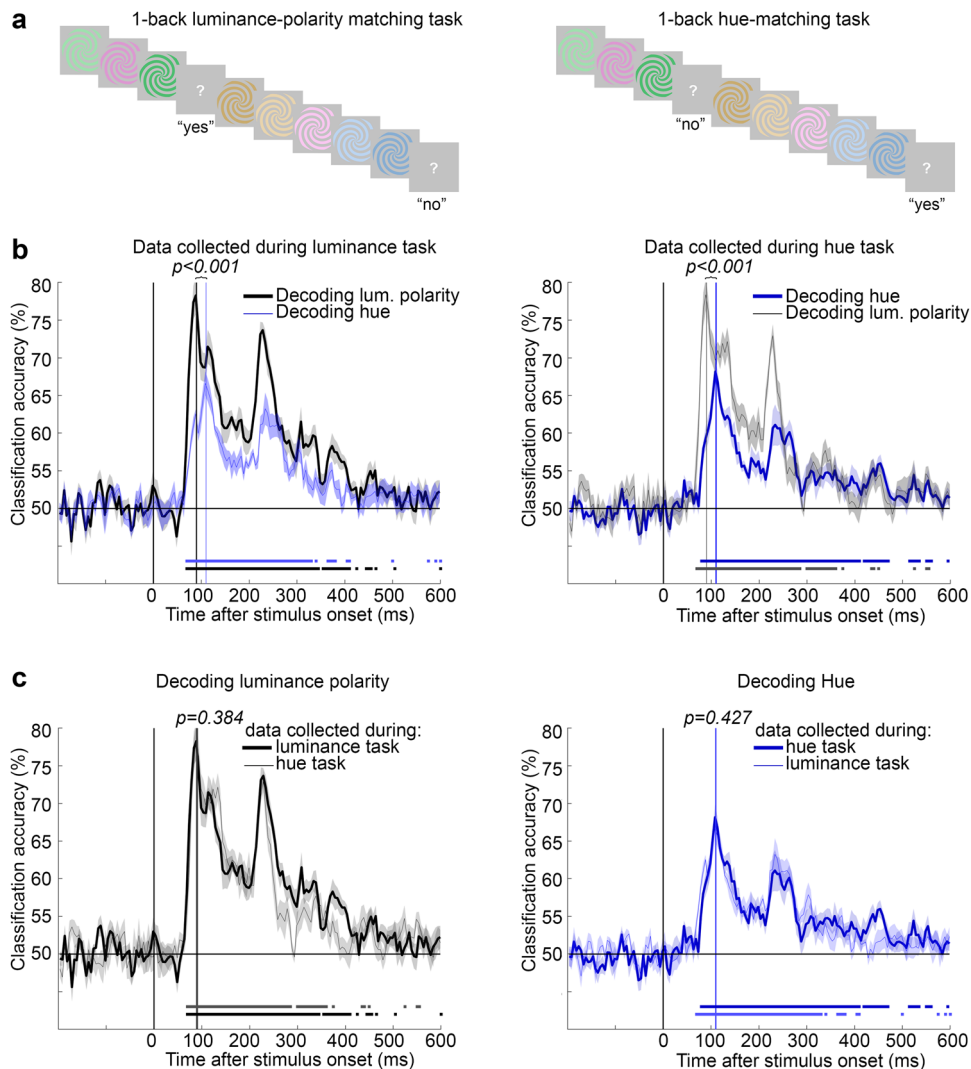 a
1-back luminance-polarity matching task
1-back hue-matching task
?
"yes"
?
"no"
?
"no"
?
"yes"
b
Data collected during luminance task
p<0.001
Decoding lum. polarity
Decoding hue
Classification accuracy (%)
80
75
70
65
60
55
50
0 100 200 300 400 500 600
Time after stimulus onset (ms)
Data collected during hue task
p<0.001
Decoding hue
Decoding lum. polarity
Classification accuracy (%)
80
75
70
65
60
55
50
0 100 200 300 400 500 600
Time after stimulus onset (ms)
c
Decoding luminance polarity
p=0.384
data collected during:
luminance task
hue task
Classification accuracy (%)
80
75
70
65
60
55
50
0 100 200 300 400 500 600
Time after stimulus onset (ms)
Decoding Hue
p=0.427
data collected during:
hue task
luminance task
Classification accuracy (%)
80
75
70
65
60
55
50
0 100 200 300 400 500 600
Time after stimulus onset (ms)